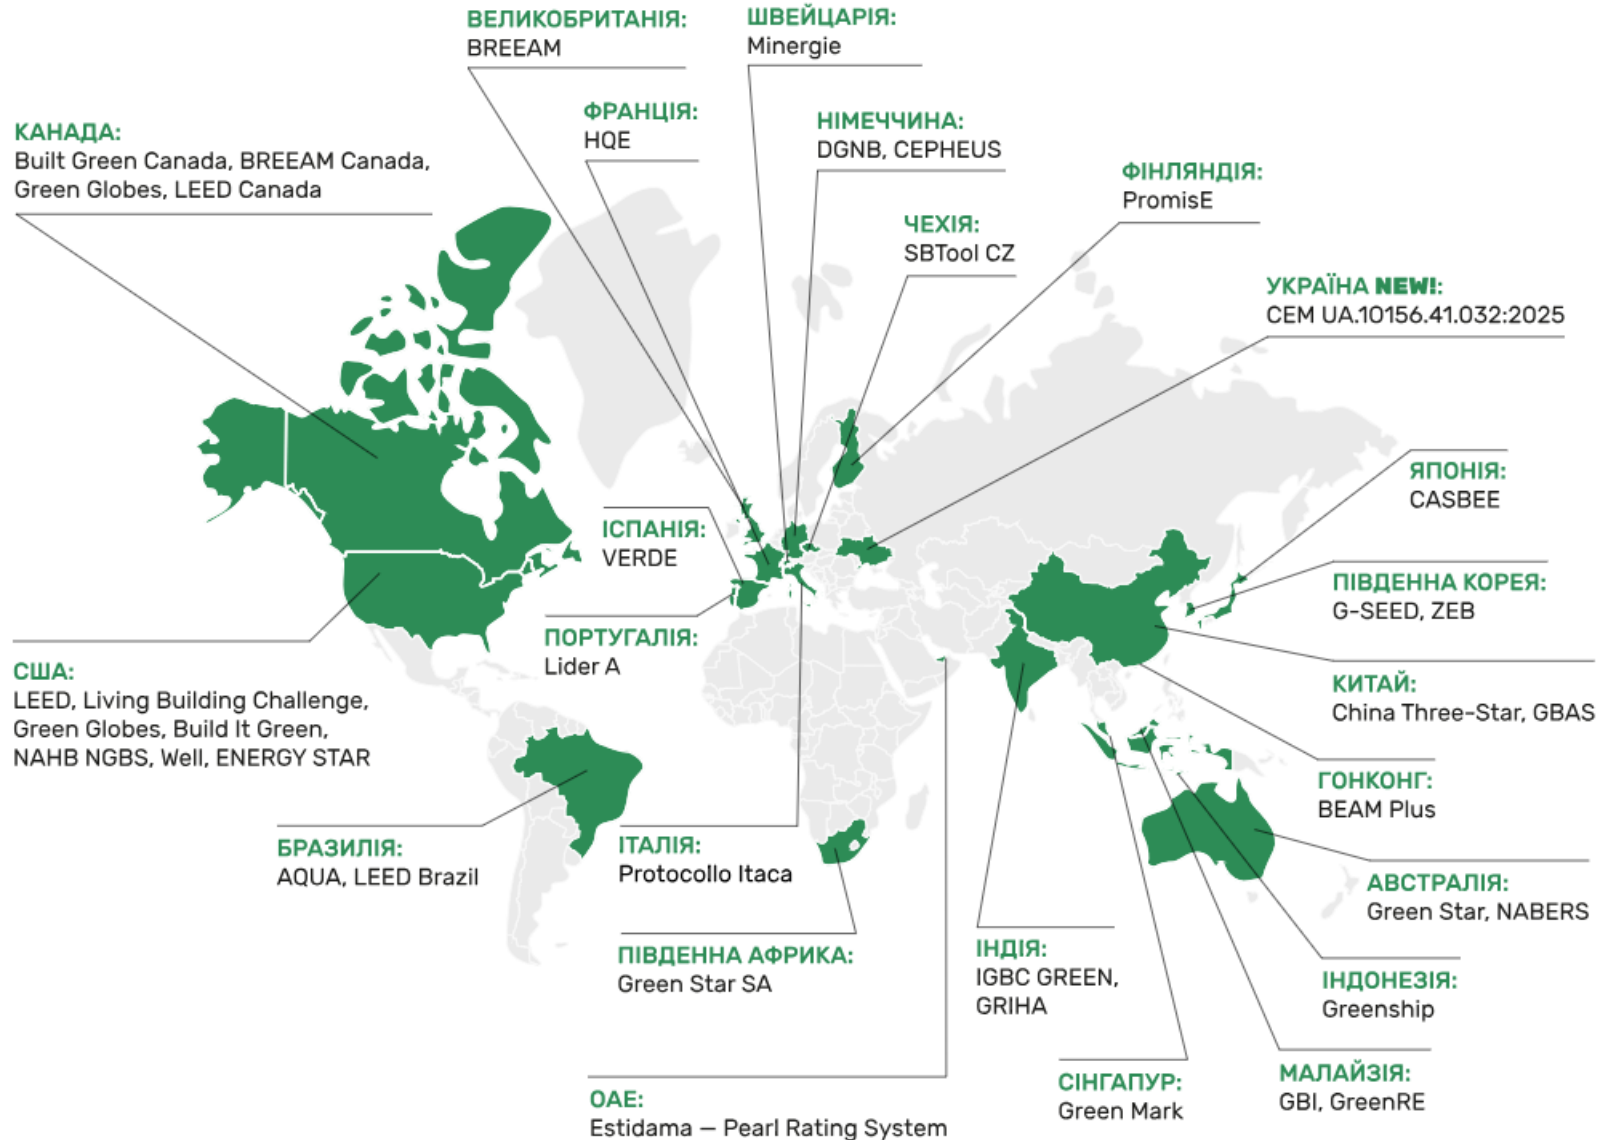 ВЕЛИКОБРИТАНІЯ:
BREEAM
ШВЕЙЦАРІЯ:
Minergie
ФРАНЦІЯ:
HQE
НІМЕЧЧИНА:
DGNB, CEPHEUS
КАНАДА:
Built Green Canada, BREEAM Canada,
Green Globes, LEED Canada
ФІНЛЯНДІЯ:
PromisE
ЧЕХІЯ:
SBTool CZ
УКРАЇНА NEW!:
СЕМ UA.10156.41.032:2025
ЯПОНІЯ:
CASBEE
ІСПАНІЯ:
VERDE
ПІВДЕННА КОРЕЯ:
G-SEED, ZEB
ПОРТУГАЛІЯ:
Lider A
США:
LEED, Living Building Challenge,
Green Globes, Build It Green,
NAHB NGBS, Well, ENERGY STAR
КИТАЙ:
China Three-Star, GBAS
ГОНКОНГ:
BEAM Plus
БРАЗИЛІЯ:
AQUA, LEED Brazil
ІТАЛІЯ:
Protocollo Itaca
АВСТРАЛІЯ:
Green Star, NABERS
ПІВДЕННА АФРИКА:
Green Star SA
ІНДІЯ:
IGBC GREEN,
GRIHA
ІНДОНЕЗІЯ:
Greenship
СІНГАПУР:
Green Mark
МАЛАЙЗІЯ:
GBI, GreenRE
ОАЕ:
Estidama — Pearl Rating System